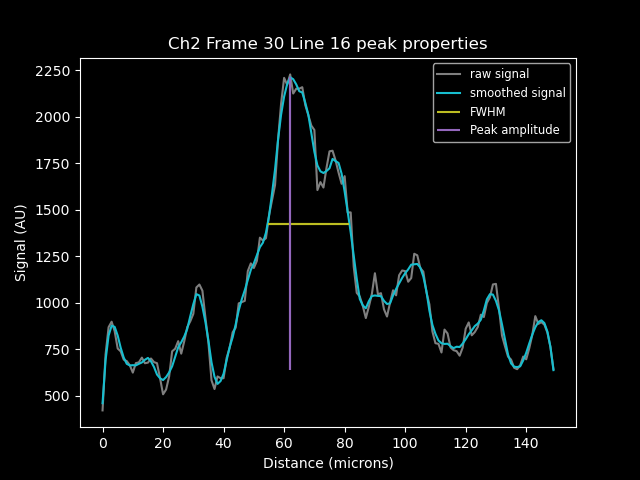 Ch2 Frame 30 Line 16 peak properties
raw signal
smoothed signal
FWHM
Peak amplitude
2250
2000
1750
1500
1250
1000
750
500
Signal (AU)
0 20 40 60 80 100 120 140
Distance (microns)